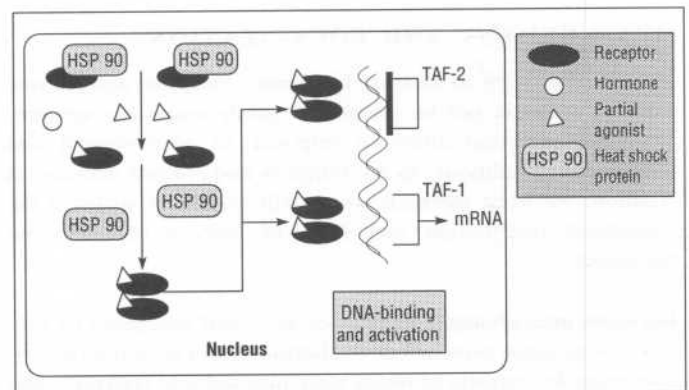 HSP 90
HSP 90
TAF-2
HSP 90
HSP 90
TAF-1
mRNA
DNA-binding
and activation
Nucleus
Receptor
Hormone
Partial
agonist
HSP 90
Heat shock
protein